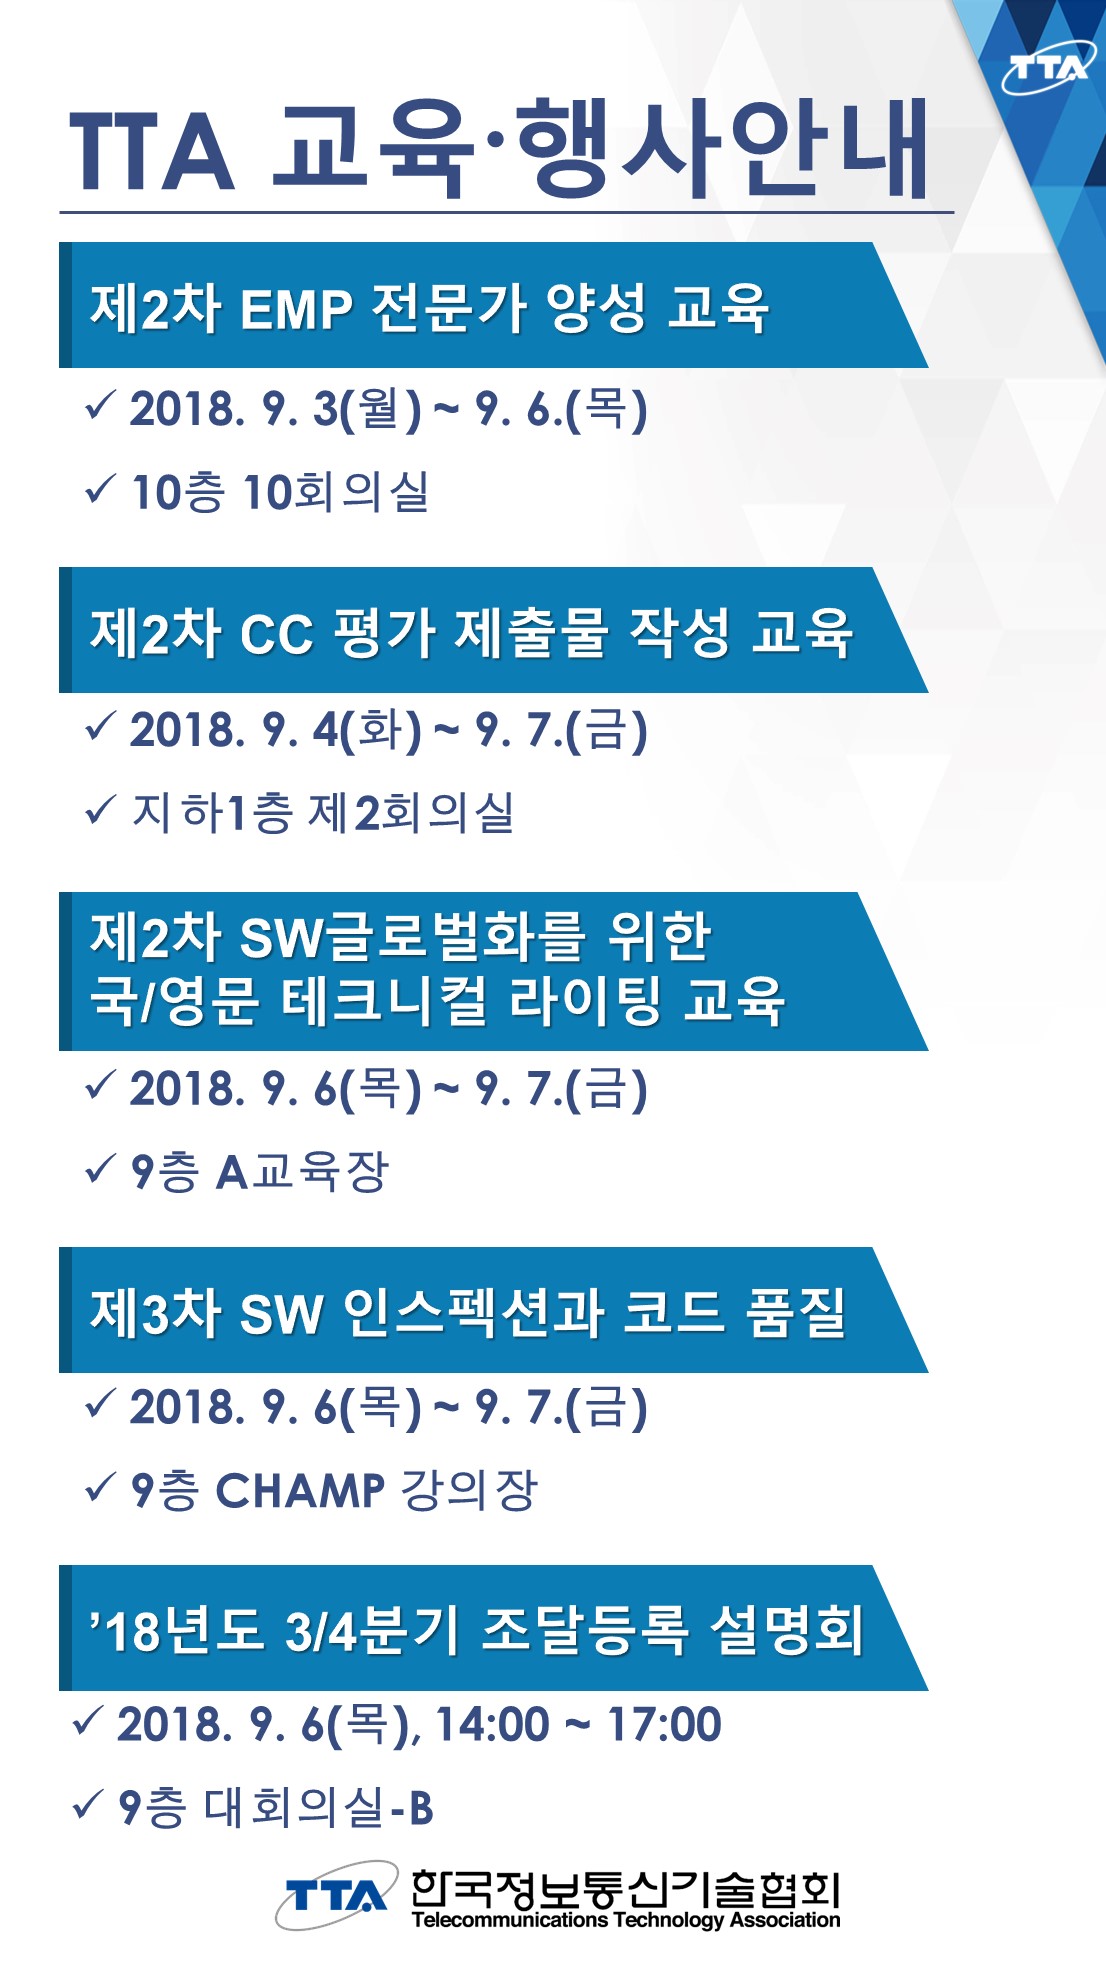 TTA
TTA 교육·행사안내
제2차 EMP 전문가 양성 교육
✓ 2018. 9. 3(월) ~ 9. 6.(목)
✓ 10층 10회의실
제2차 CC 평가 제출물 작성 교육
✓ 2018. 9. 4(화) ~ 9. 7.(금)
✓ 지하1층 제2회의실
제2차 SW글로벌화를 위한
국/영문 테크니컬 라이팅 교육
✓ 2018. 9. 6(목) ~ 9. 7.(금)
✓ 9층 A교육장
제3차 SW 인스펙션과 코드 품질
✓ 2018. 9. 6(목) ~ 9. 7.(금)
✓ 9층 CHAMP 강의장
’18년도 3/4분기 조달등록 설명회
✓ 2018. 9. 6(목), 14:00 ~ 17:00
✓ 9층 대회의실-B
TTA 한국정보통신기술협회
Telecommunications Technology Association